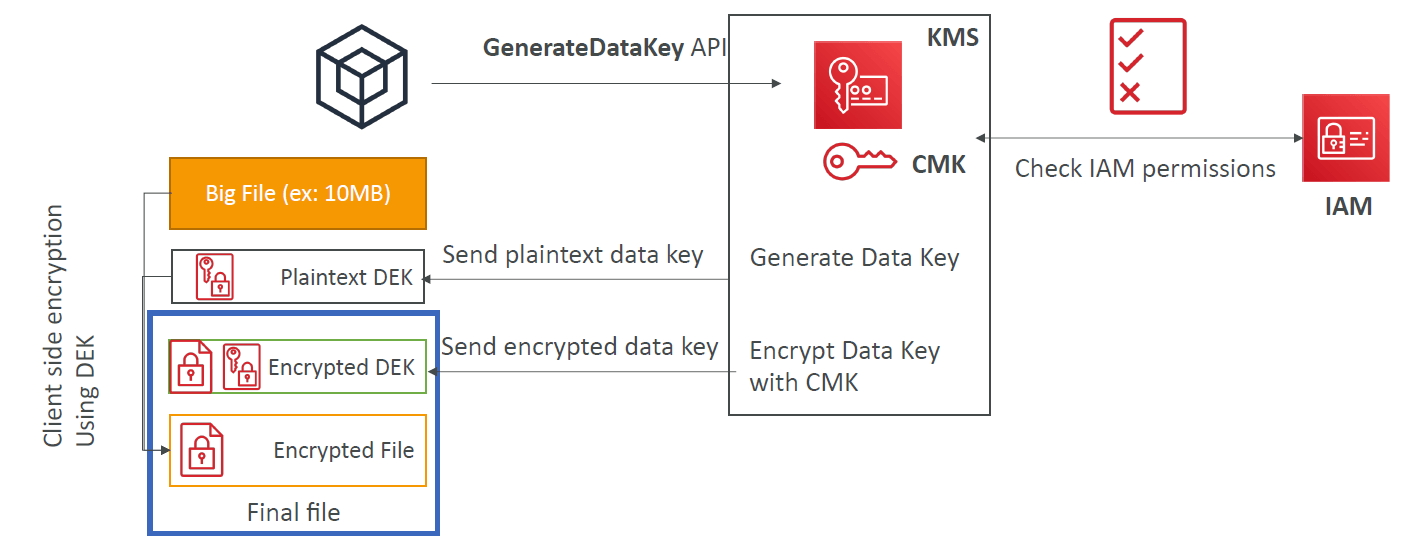 GenerateDataKey API
KMS
CMK
Check IAM permissions
IAM
Big File (ex: 10MB)
Client side encryption
Using DEK
Plaintext DEK
Send plaintext data key
Generate Data Key
Encrypted DEK
Send encrypted data key
Encrypt Data Key
with CMK
Encrypted File
Final file